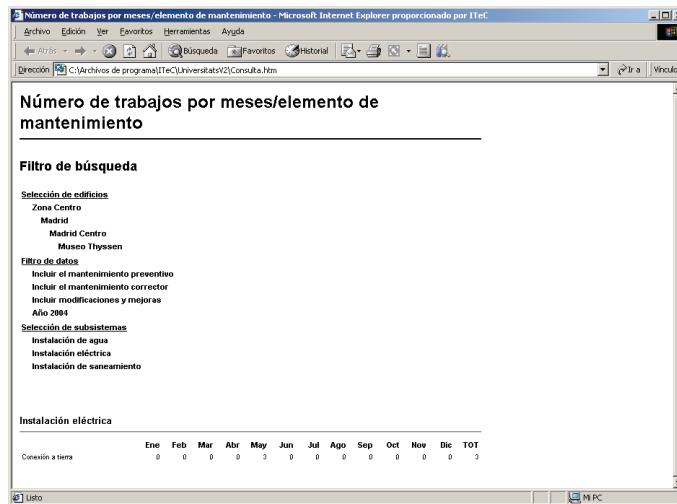 Número de trabajos por meses/elemento de mantenimiento - Microsoft Internet Explorer proporcionado por ITeC
Archivo Edición Ver Favoritos Herramientas Ayuda
Atrás Búsqueda Favoritos Historial
Dirección C:\Archivos de programa\ITeC\UniversitatsV2\Consulta.htm Ir a Vínculo
Número de trabajos por meses/elemento de
mantenimiento
Filtro de búsqueda
Selección de edificios
Zona Centro
Madrid
Madrid Centro
Museo Thyssen
Filtro de datos
Incluir el mantenimiento preventivo
Incluir el mantenimiento corrector
Incluir modificaciones y mejoras
Año 2004
Selección de subsistemas
Instalación de agua
Instalación eléctrica
Instalación de saneamiento
Instalación eléctrica
Ene Feb Mar Abr May Jun Jul Ago Sep Oct Nov Dic TOT
Conexión a tierra 0 0 0 0 3 0 0 0 0 0 0 0 3
Listo Mi PC